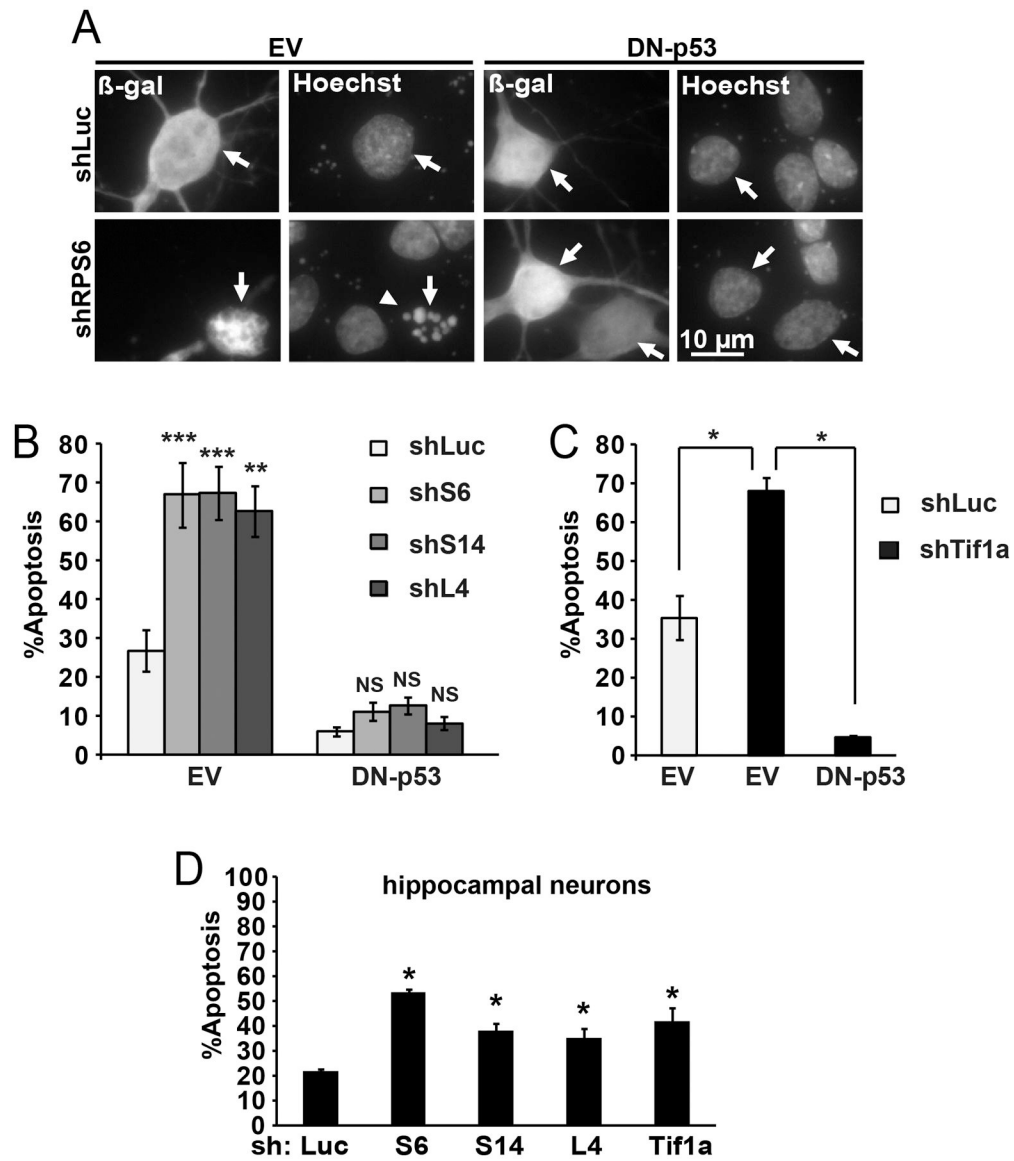 A
EV DN-p53
ß-gal Hoechst ß-gal Hoechst
shLuc
shRPS6
10 µm
B
%Apoptosis
80
70
60
50
40
30
20
10
0
*** *** **
NS NS NS
EV DN-p53
shLuc
shS6
shS14
shL4
C
%Apoptosis
80
70
60
50
40
30
20
10
0
* *
EV EV DN-p53
shLuc
shTif1a
D
hippocampal neurons
%Apoptosis
100
90
80
70
60
50
40
30
20
10
0
* * * *
sh: Luc S6 S14 L4 Tif1a